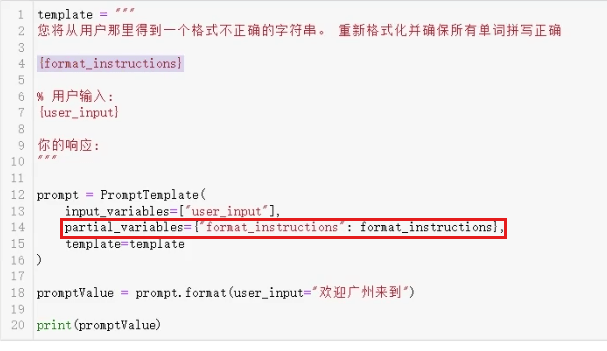 1 template = """
2 您将从用户那里得到一个格式不正确的字符串。 重新格式化并确保所有单词拼写正确
3
4 {format_instructions}
5
6 % 用户输入:
7 {user_input}
8
9 你的响应:
10 """
11
12 prompt = PromptTemplate(
13     input_variables=["user_input"],
14     partial_variables={"format_instructions": format_instructions},
15     template=template
16 )
17
18 promptValue = prompt.format(user_input="欢迎广州来到")
19
20 print(promptValue)